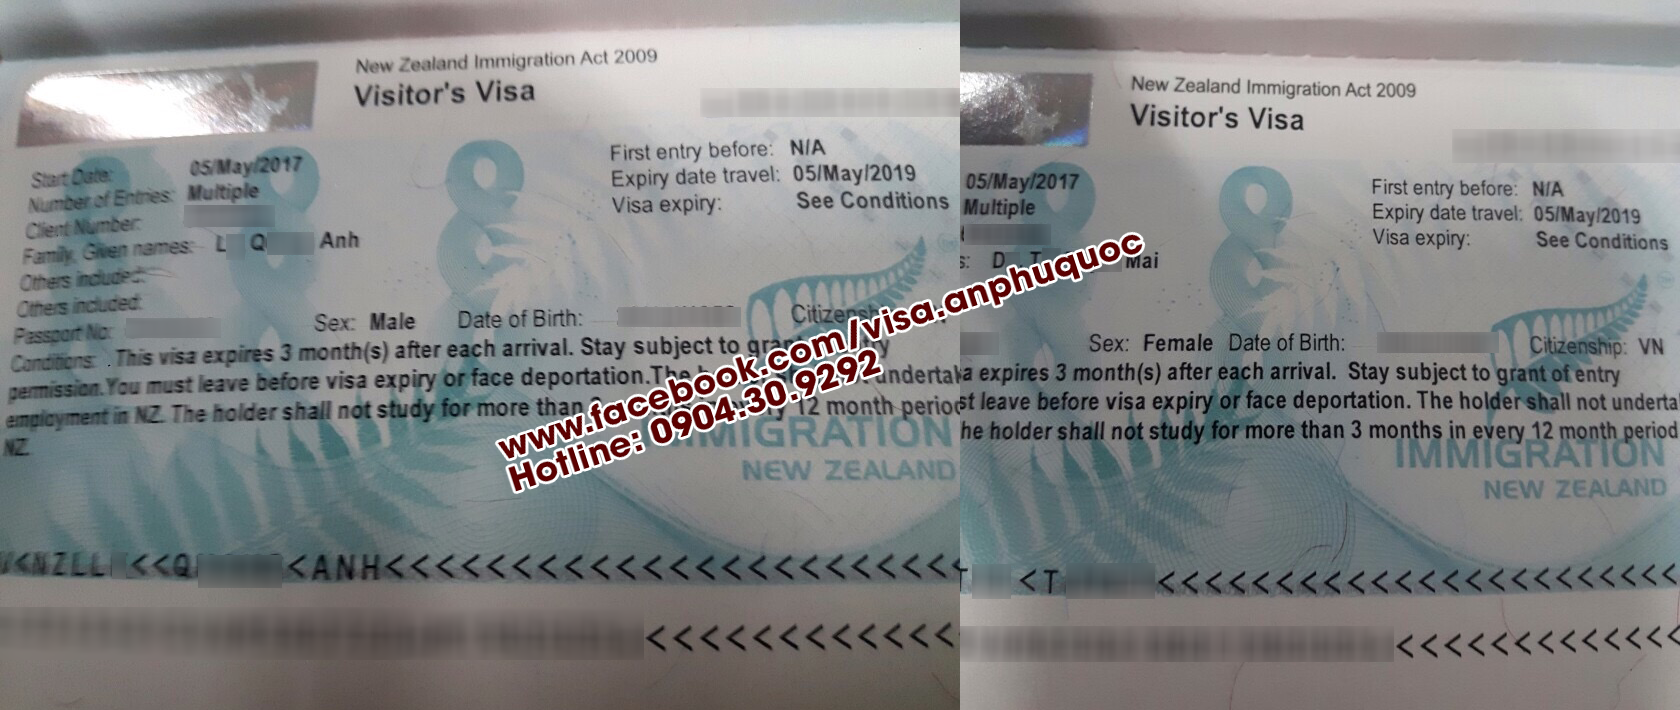 New Zealand Immigration Act 2009
Visitor's Visa
Start Date: 05/May/2017
Number of Entries: Multiple
Client Number:
Family, Given names: L Q Anh
Others included:
Others included:
Passport No:
First entry before: N/A
Expiry date travel: 05/May/2019
Visa expiry: See Conditions
Sex: Male Date of Birth:
Conditions: This visa expires 3 month(s) after each arrival. Stay subject to
permission.You must leave before visa expiry or face deportation.The
employment in NZ. The holder shall not study for more than 12 month period
NZ.
IMMIGRATION
NEW ZEALAND
<NZLL <<Q <ANH<<<<<<<<<<<<<<<<<<<<<<<
<<<<<<<<<<<<
New Zealand Immigration Act 2009
Visitor's Visa
05/May/2017
Multiple
s: D T Mai
First entry before: N/A
Expiry date travel: 05/May/2019
Visa expiry: See Conditions
Sex: Female Date of Birth: Citizenship: VN
a expires 3 month(s) after each arrival. Stay subject to grant of entry
st leave before visa expiry or face deportation. The holder shall not underta
he holder shall not study for more than 3 months in every 12 month period
IMMIGRATION
NEW ZEALAND
<T <<<<<<<<<<<<<<<<<<<<<<
<<<<<<<<<<<<
www.facebook.com/visa.anphuquoc
Hotline: 0904.30.9292